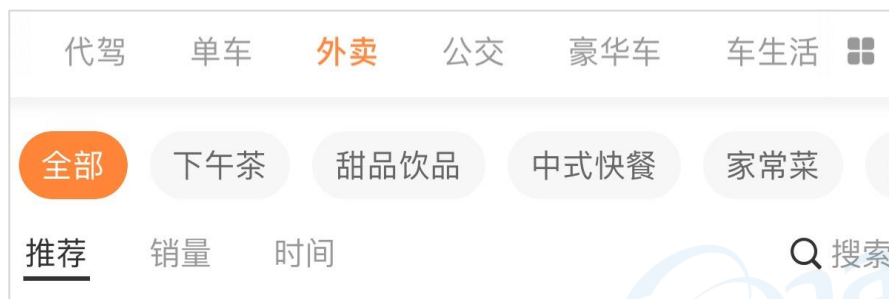 代驾 单车 外卖 公交 豪华车 车生活
全部 下午茶 甜品饮品 中式快餐 家常菜
推荐 销量 时间 搜索